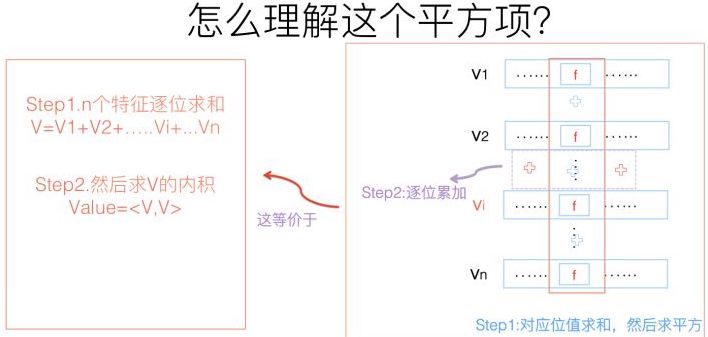 怎么理解这个平方项？
Step1.n个特征逐位求和
V=V1+V2+…..Vi+...Vn
Step2.然后求V的内积
Value=<V,V>
这等价于
Step2:逐位累加
V1 ...... f ......
V2 ...... f ......
Vi ...... f ......
Vn ...... f ......
Step1:对应位值求和，然后求平方